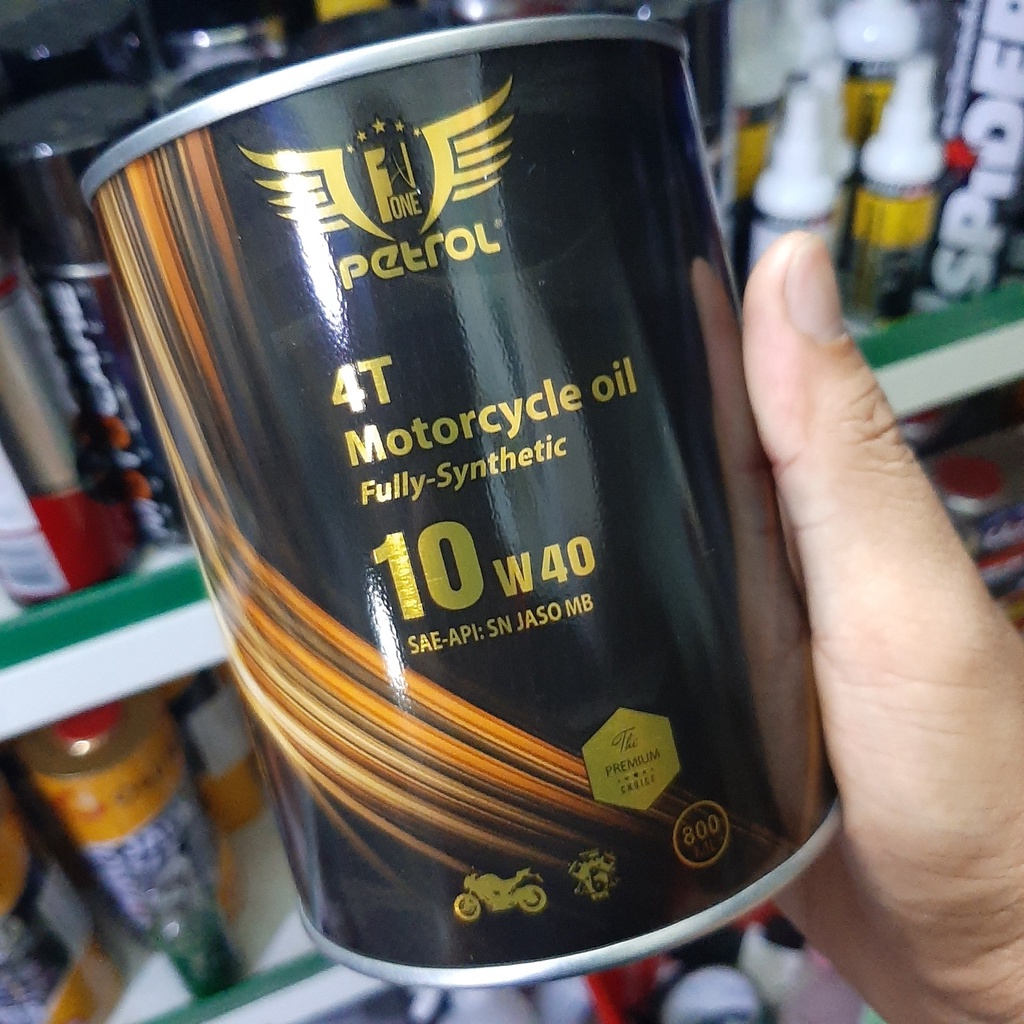 ONE
PETROL
4T
Motorcycle oil
Fully-Synthetic
10 W 40
SAE-API: SN JASO MB
The
PREMIUM
CHOICE
800
ML
SPIDER